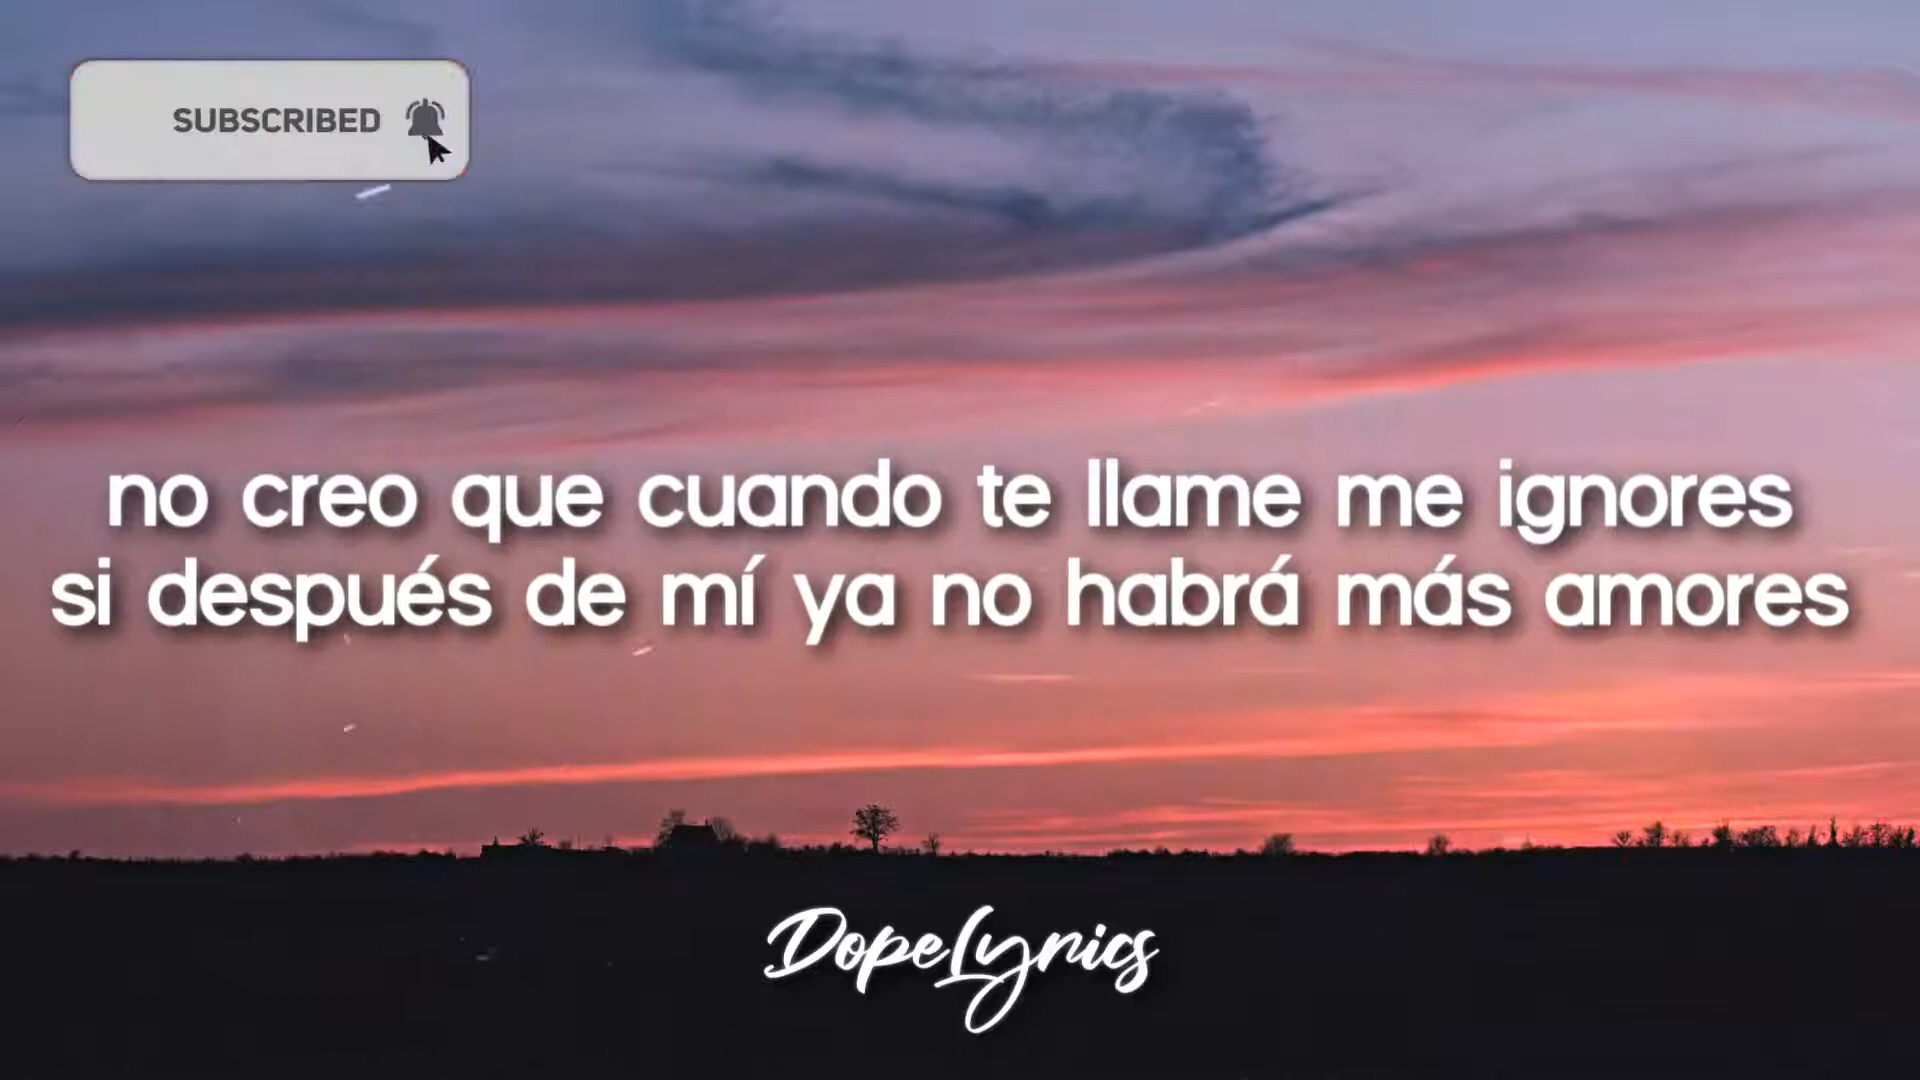 SUBSCRIBED
no creo que cuando te llame me ignores
si después de mí ya no habrá más amores
DopeLyrics